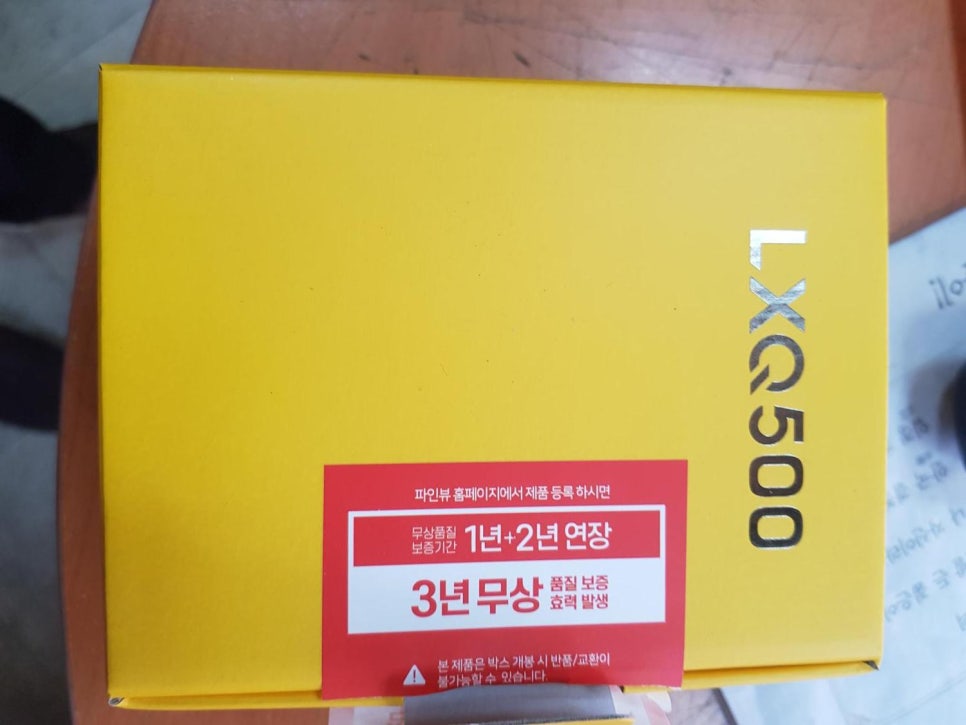 LXQ500
파인뷰 홈페이지에서 제품 등록 하시면
무상품질
보증기간 1년+2년 연장
3년 무상 품질 보증
효력 발생
본 제품은 박스 개봉 시 반품/교환이
불가능할 수 있습니다.